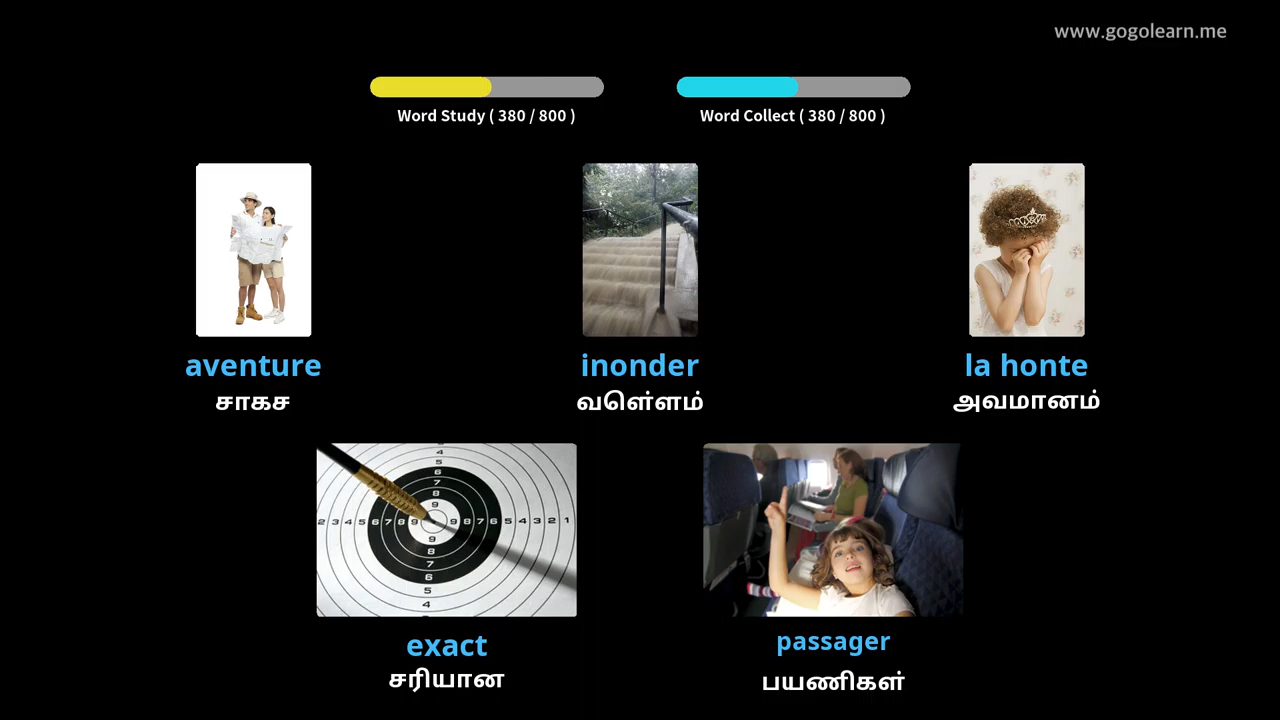 www.gogolearn.me
Word Study ( 380 / 800 )
Word Collect ( 380 / 800 )
aventure
சாகச
inonder
வெள்ளம்
la honte
அவமானம்
exact
சரியான
passager
பயணிகள்